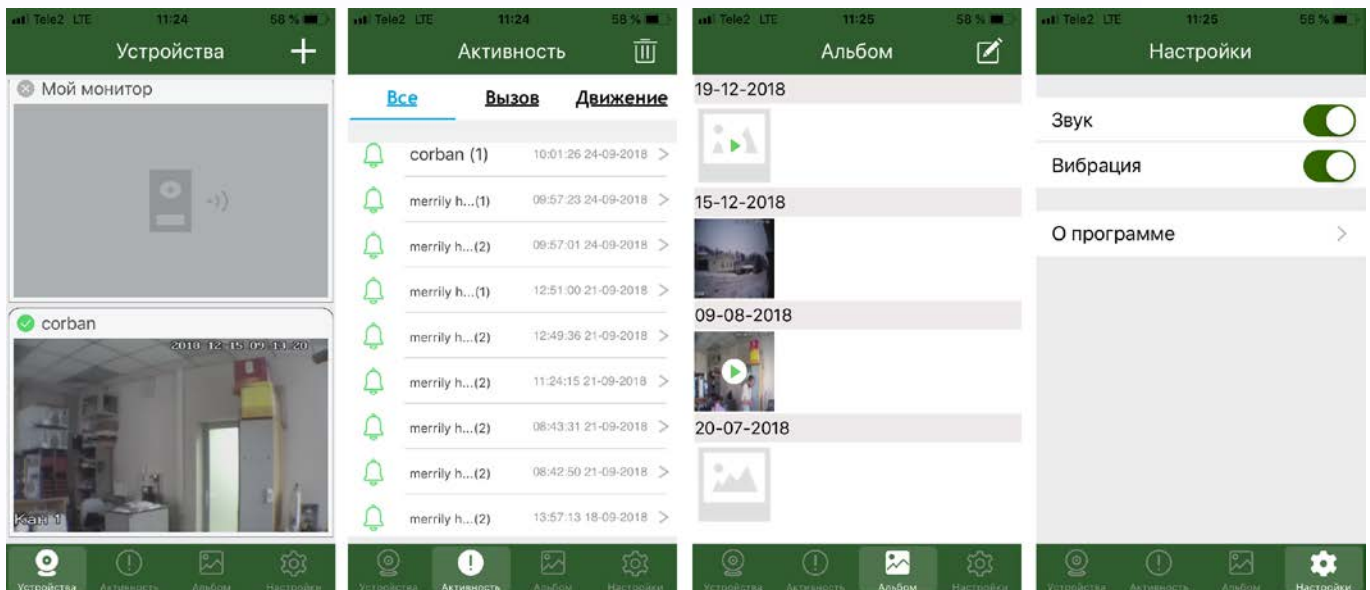 Tele2 LTE 11:24 58 %
Устройства
Мой монитор
corban
2018-12-15 09:13:20
Кан 1
Устройства Активность Альбом Настройки
Tele2 LTE 11:24 58 %
Активность
Все Вызов Движение
corban (1) 10:01:26 24-09-2018 >
merrily h...(1) 09:57:23 24-09-2018 >
merrily h...(2) 09:57:01 24-09-2018 >
merrily h...(1) 12:51:00 21-09-2018 >
merrily h...(2) 12:49:36 21-09-2018 >
merrily h...(2) 11:24:15 21-09-2018 >
merrily h...(2) 08:43:31 21-09-2018 >
merrily h...(2) 08:42:50 21-09-2018 >
merrily h...(2) 13:57:13 18-09-2018 >
Устройства Активность Альбом Настройки
Tele2 LTE 11:25 58 %
Альбом
19-12-2018
15-12-2018
09-08-2018
20-07-2018
Устройства Активность Альбом Настройки
Tele2 LTE 11:25 58 %
Настройки
Звук
Вибрация
О программе >
Устройства Активность Альбом Настройки